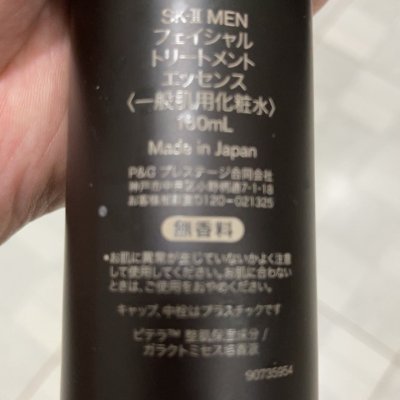 SK-II MEN
フェイシャル
トリートメント
エッセンス
〈一般肌用化粧水〉
160mL
Made in Japan
P&G プレステージ合同会社
神戸市中央区小野柄通7-1-18
お客様相談室0120-021325
無香料
•お肌に異常が生じていないかよく注意
して使用してください。お肌に合わない
ときは、ご使用をおやめください。
キャップ、中栓はプラスチックです
ピテラ™ 整肌保湿成分/
ガラクトミセス培養液
90735954